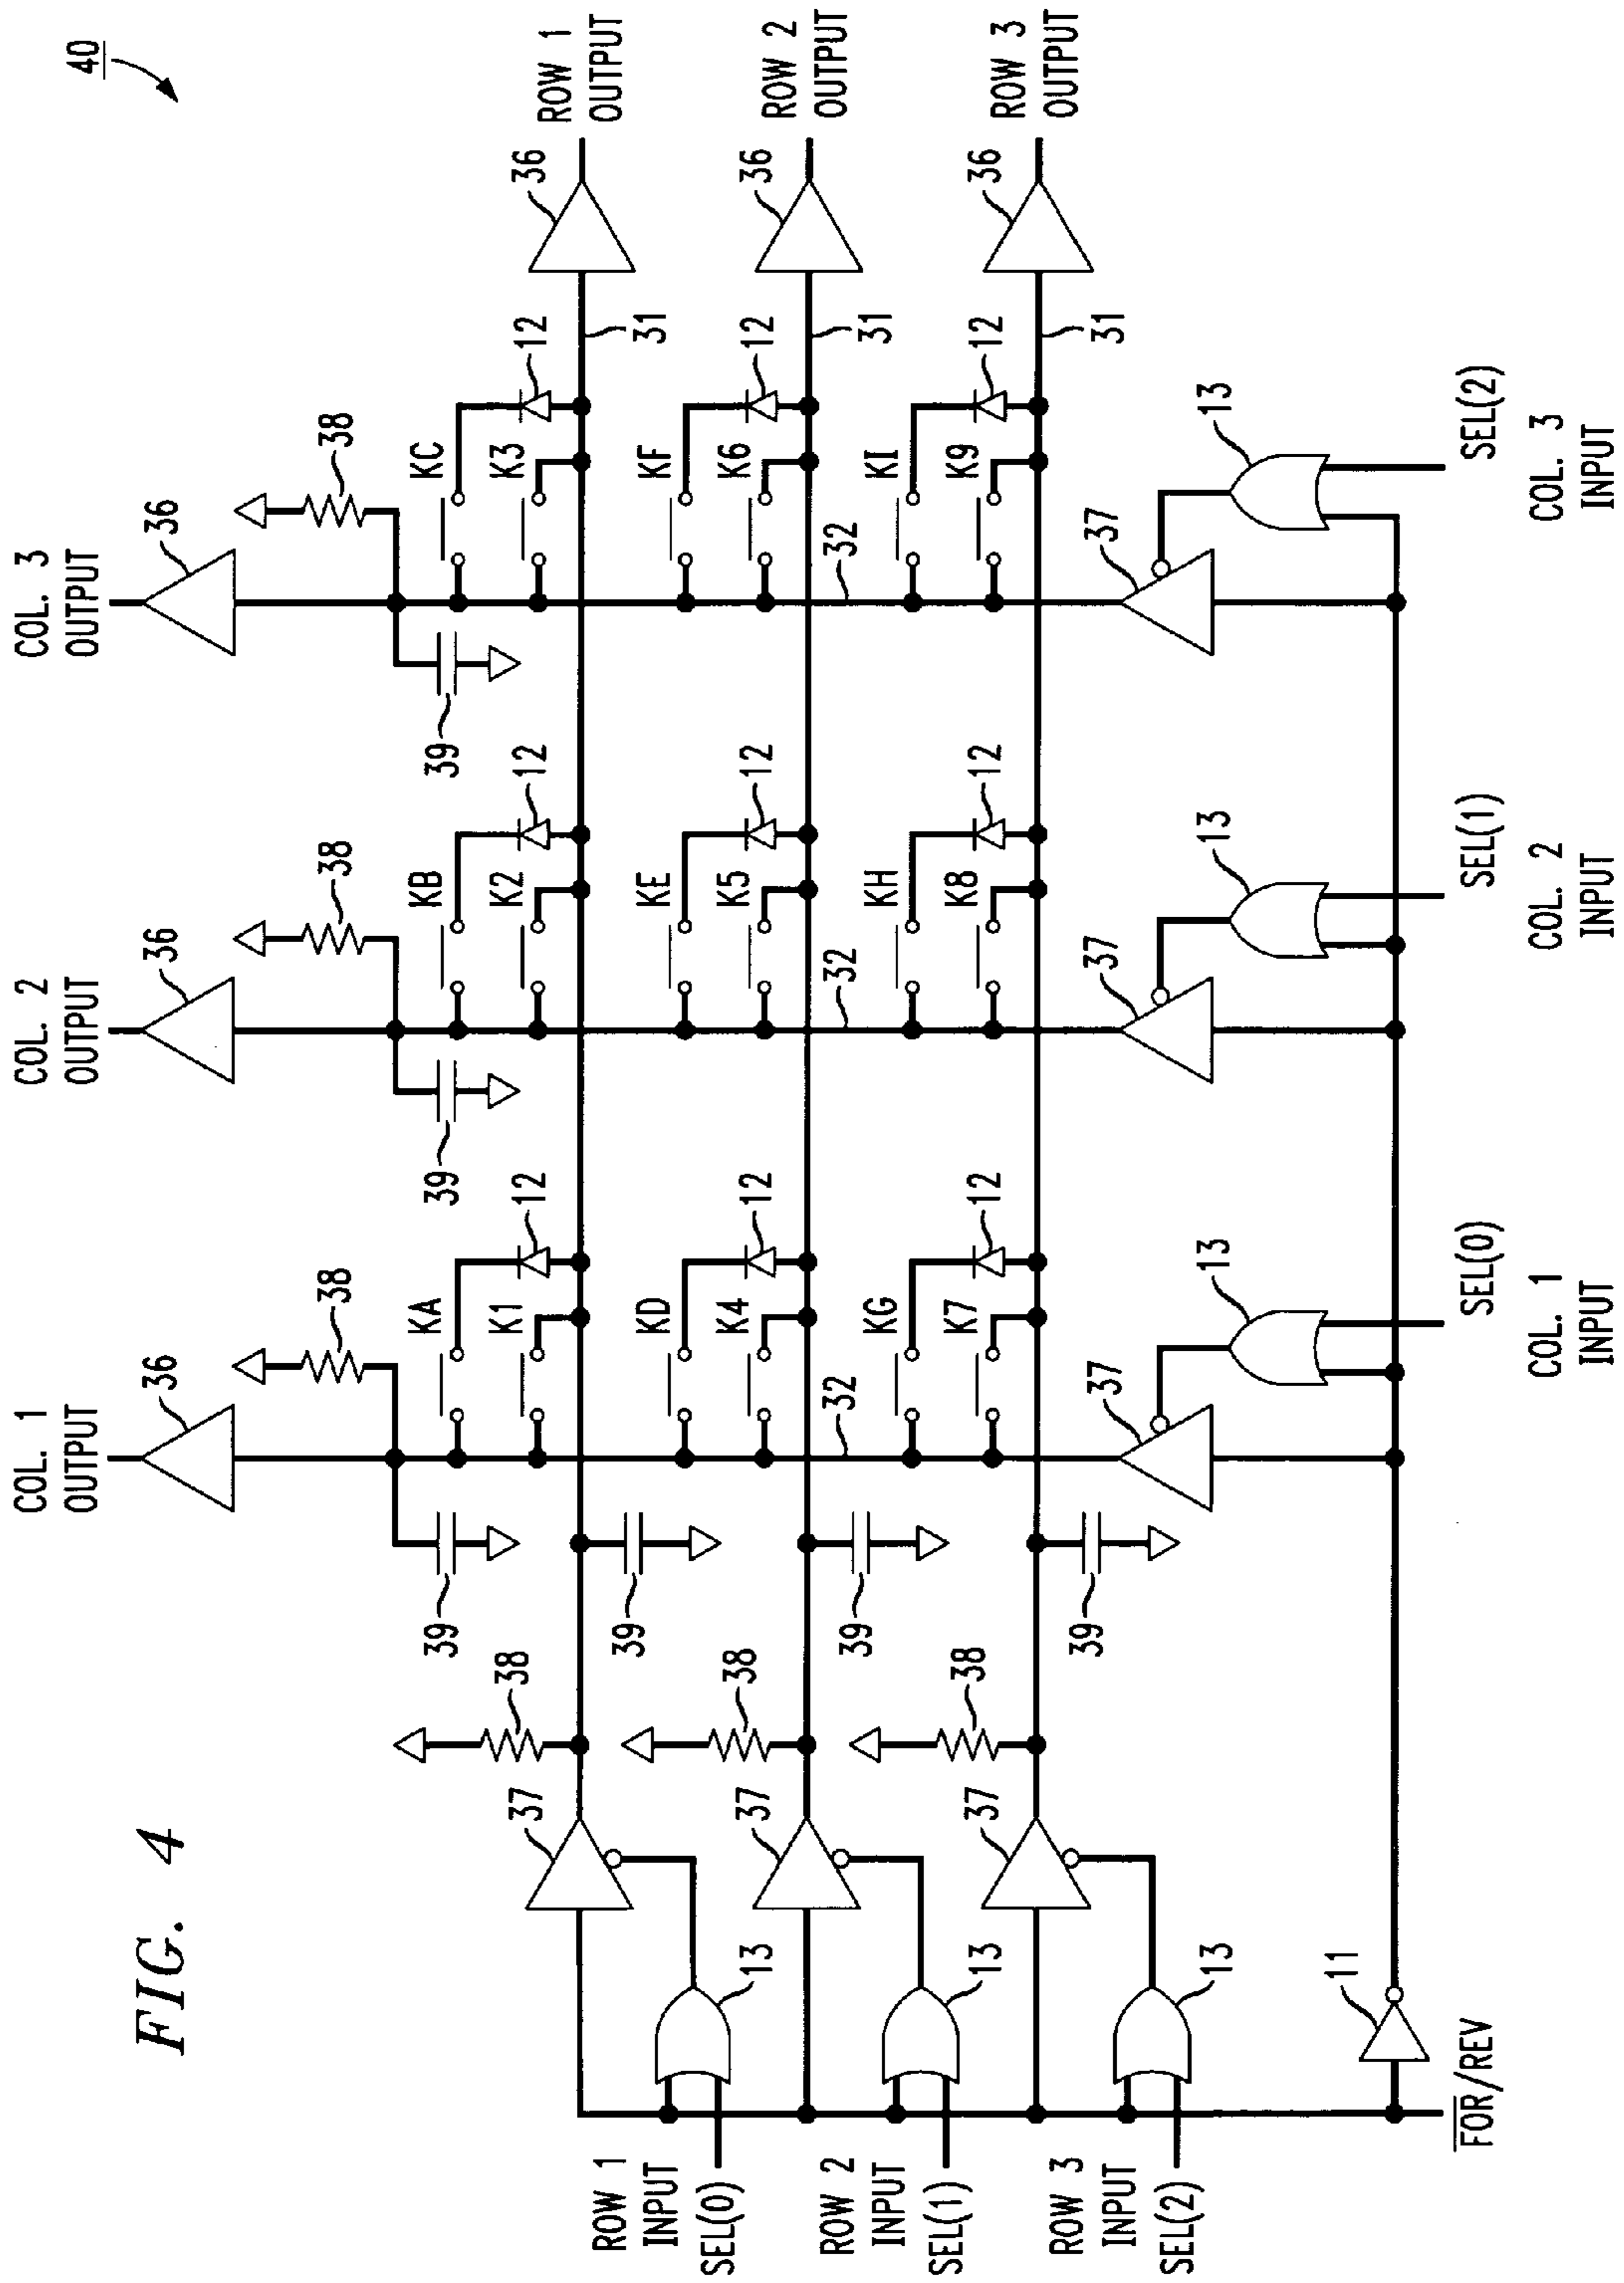 FIG. 4
40
COL. 1
OUTPUT
COL. 2
OUTPUT
COL. 3
OUTPUT
36
36
36
38
38
38
39
39
39
KA
K1
12
KB
K2
12
KC
K3
12
36
ROW 1
OUTPUT
31
37
38
39
KD
K4
12
KE
K5
12
KF
K6
12
36
ROW 2
OUTPUT
31
37
38
39
32
32
32
KG
K7
12
KH
K8
12
KI
K9
12
36
ROW 3
OUTPUT
31
37
38
39
ROW 1
INPUT
SEL(0)
13
ROW 2
INPUT
SEL(1)
13
ROW 3
INPUT
SEL(2)
13
37
13
37
13
37
13
11
FOR/REV
SEL(0)
COL. 1
INPUT
SEL(1)
COL. 2
INPUT
SEL(2)
COL. 3
INPUT